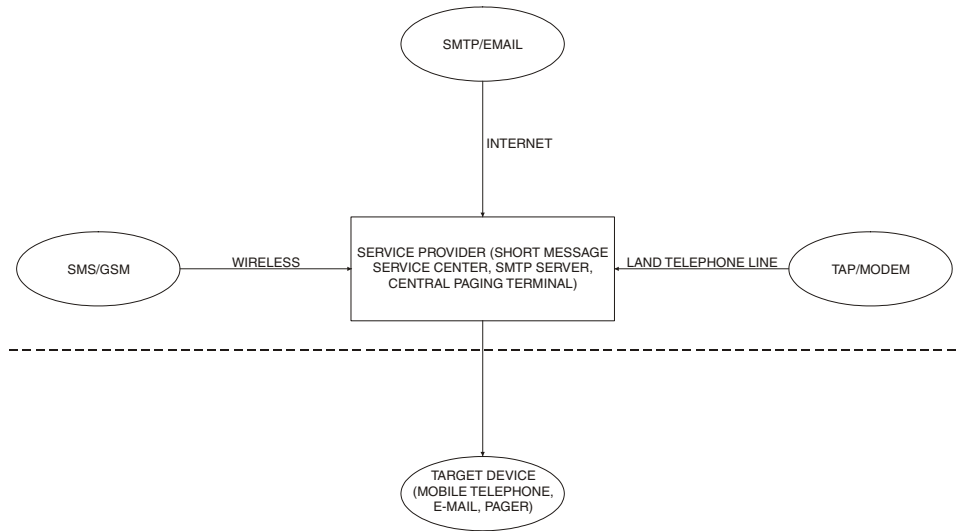 SMTP/EMAIL
INTERNET
SMS/GSM
WIRELESS
SERVICE PROVIDER (SHORT MESSAGE
SERVICE CENTER, SMTP SERVER,
CENTRAL PAGING TERMINAL)
LAND TELEPHONE LINE
TAP/MODEM
TARGET DEVICE
(MOBILE TELEPHONE,
E-MAIL, PAGER)